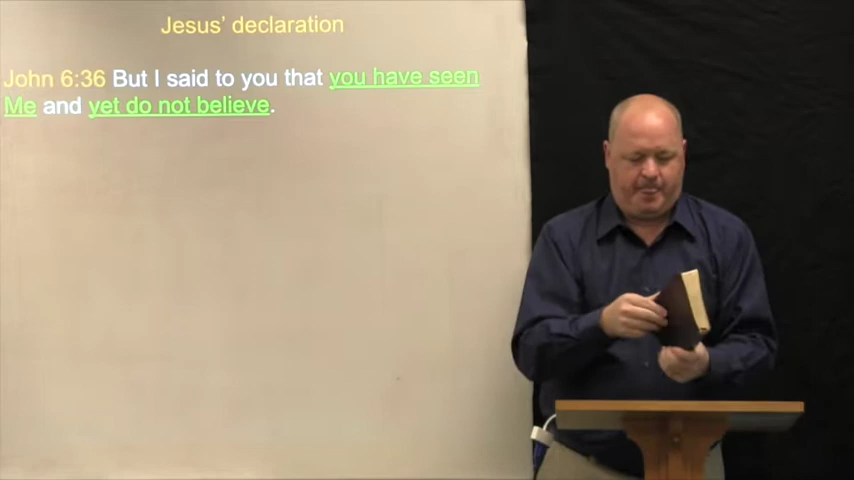 Jesus’ declaration
John 6:36 But I said to you that you have seen
Me and yet do not believe.